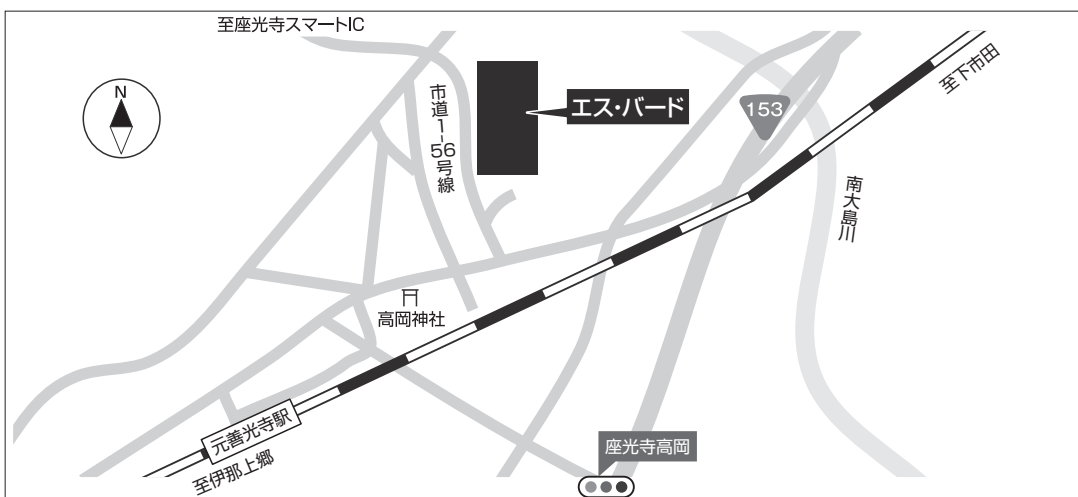 至座光寺スマートIC
N
市道1-56号線
エス・バード
153
至下市田
南大島川
高岡神社
元善光寺駅
至伊那上郷
座光寺高岡